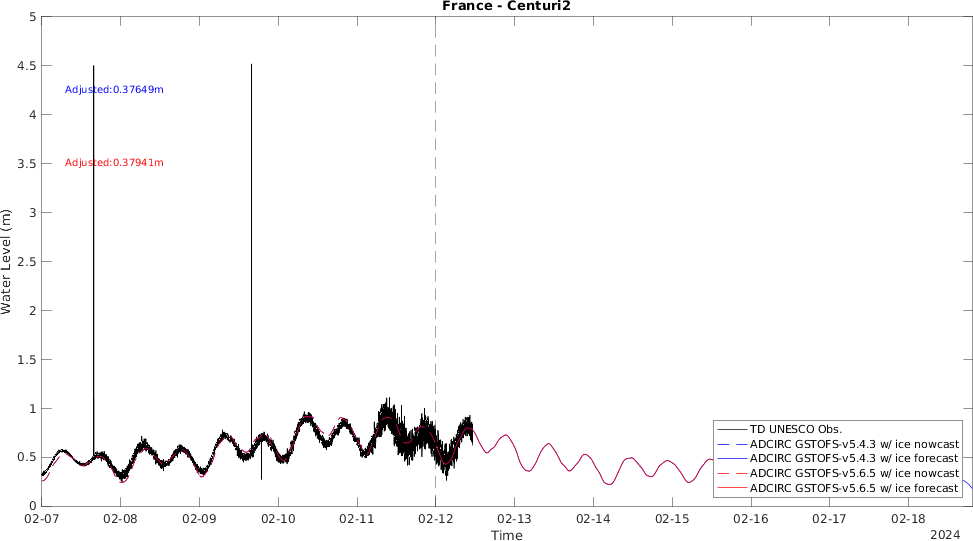 France - Centuri2
5
4.5
4
3.5
3
2.5
2
1.5
1
0.5
0
Water Level (m)
Adjusted:0.37649m
Adjusted:0.37941m
TD UNESCO Obs.
ADCIRC GSTOFS-v5.4.3 w/ ice nowcast
ADCIRC GSTOFS-v5.4.3 w/ ice forecast
ADCIRC GSTOFS-v5.6.5 w/ ice nowcast
ADCIRC GSTOFS-v5.6.5 w/ ice forecast
02-07 02-08 02-09 02-10 02-11 02-12 02-13 02-14 02-15 02-16 02-17 02-18
Time
2024